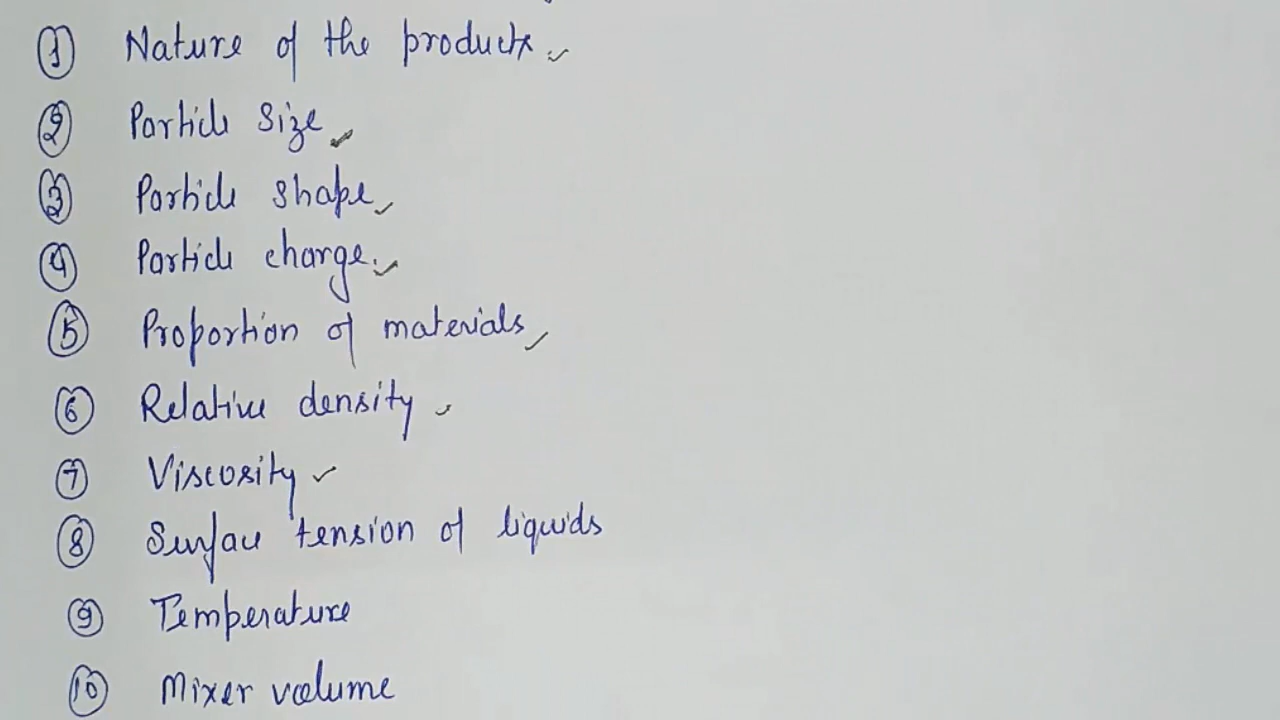 1 Nature of the product
2 Particle size
3 Particle shape
4 Particle charge.
5 Proportion of materials
6 Relative density
7 Viscosity
8 Surface tension of liquids
9 Temperature
10 Mixer volume